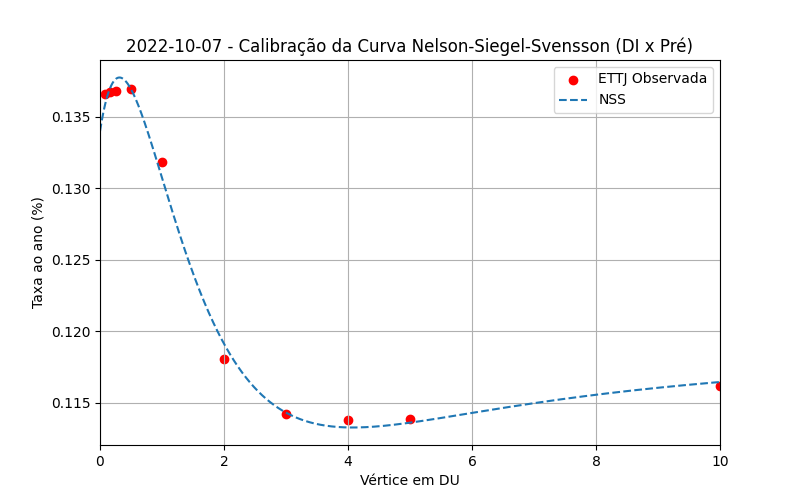 2022-10-07 - Calibração da Curva Nelson-Siegel-Svensson (DI x Pré)
ETTJ Observada
NSS
Taxa ao ano (%)
0.135
0.130
0.125
0.120
0.115
0 2 4 6 8 10
Vértice em DU